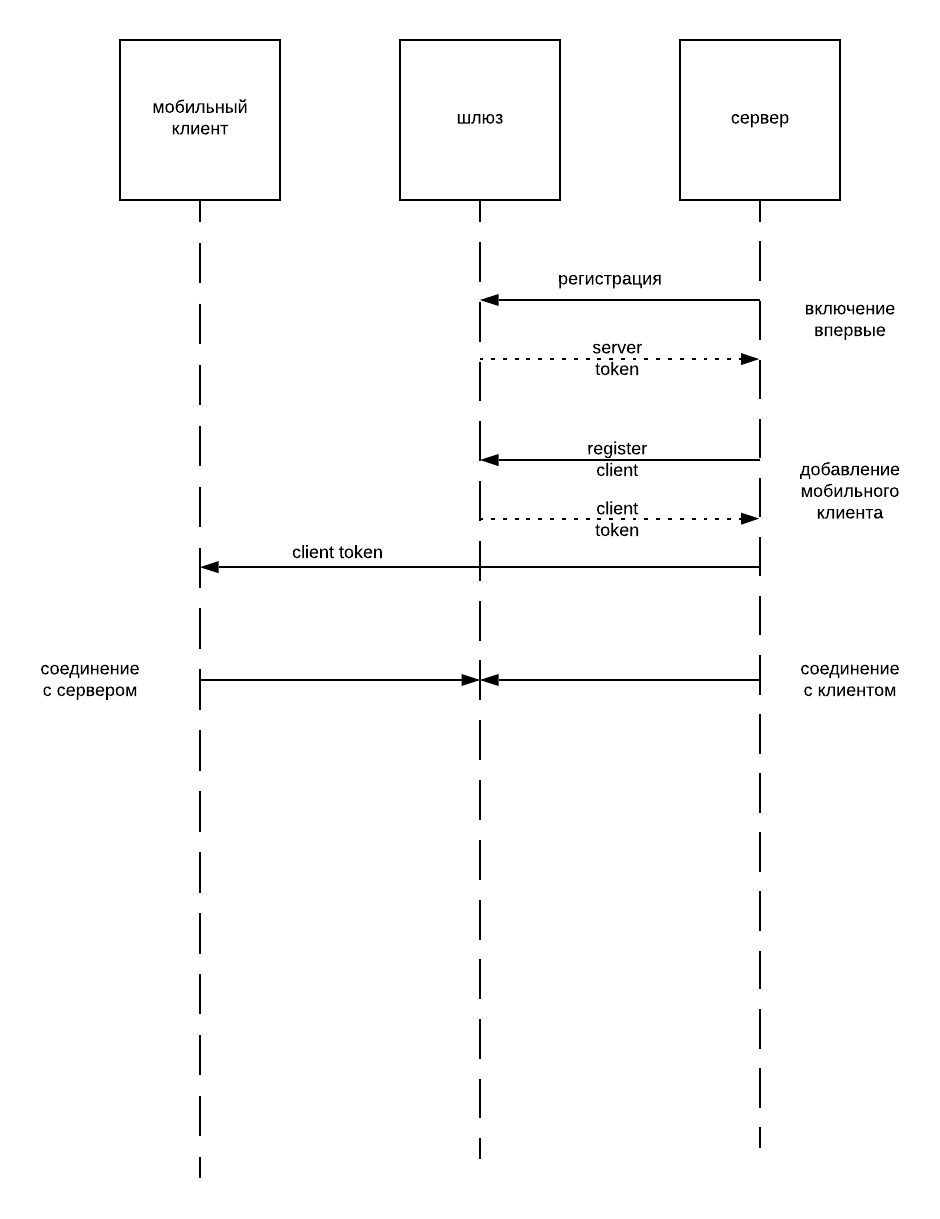 мобильный
клиент
шлюз
сервер
регистрация
включение
впервые
server
token
register
client
добавление
мобильного
клиента
client
token
client token
соединение
с сервером
соединение
с клиентом